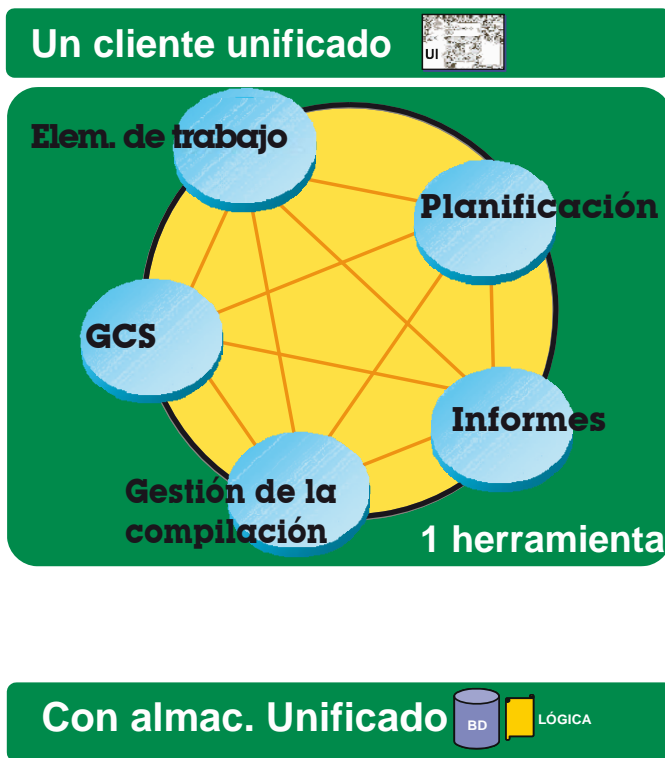 Un cliente unificado
UI
Elem. de trabajo
Planificación
GCS
Informes
Gestión de la
compilación
1 herramienta
Con almac. Unificado
BD
LÓGICA